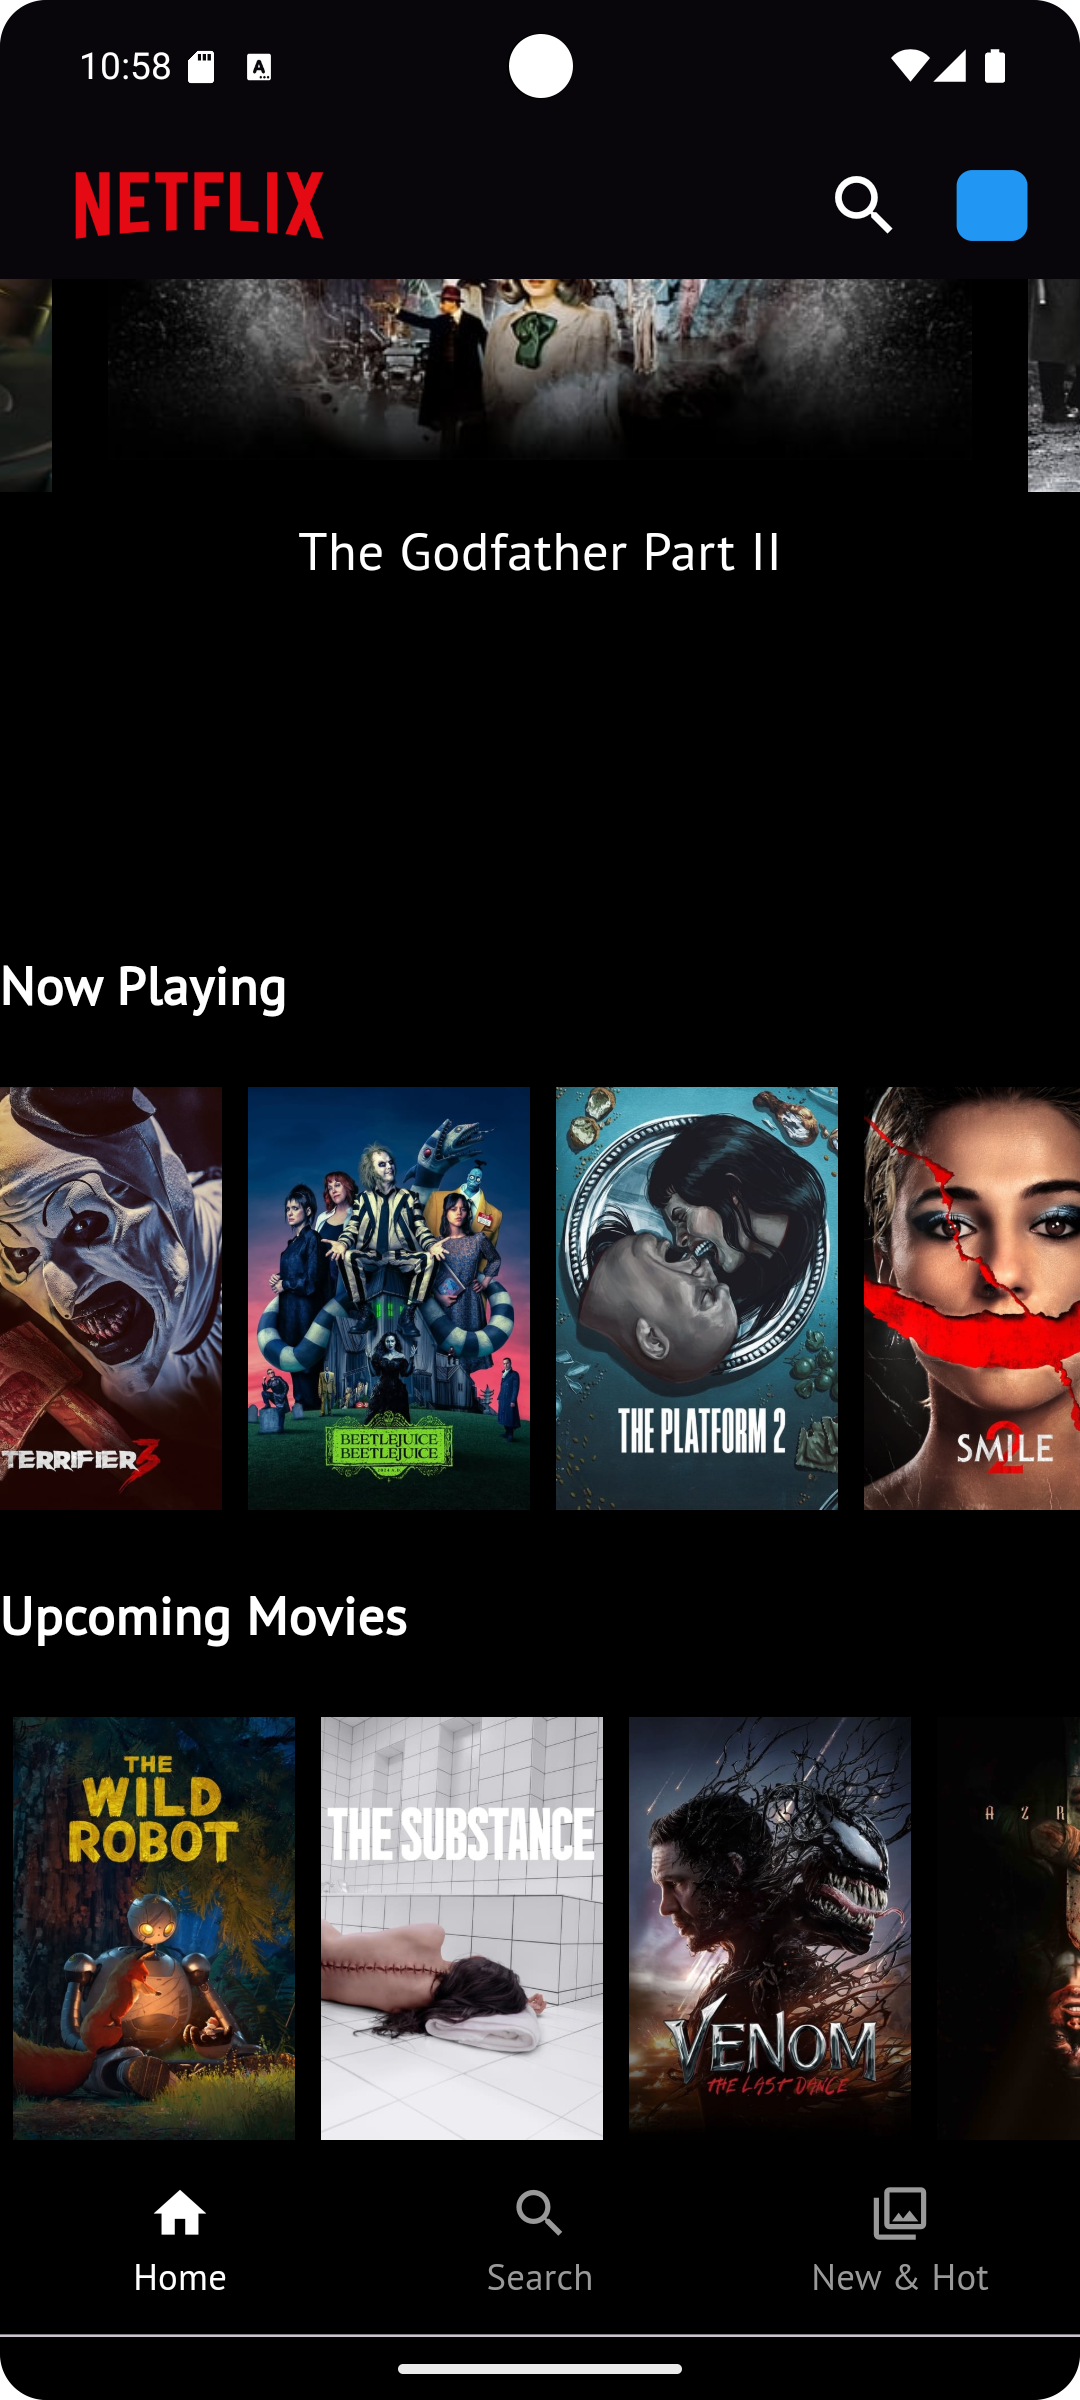 10:58
NETFLIX
The Godfather Part II
Now Playing
TERRIFIER 3
BEETLEJUICE
BEETLEJUICE
THE PLATFORM 2
SMILE
2
Upcoming Movies
THE
WILD
ROBOT
THE SUBSTANCE
VENOM
THE LAST DANCE
A Z R
Home
Search
New & Hot